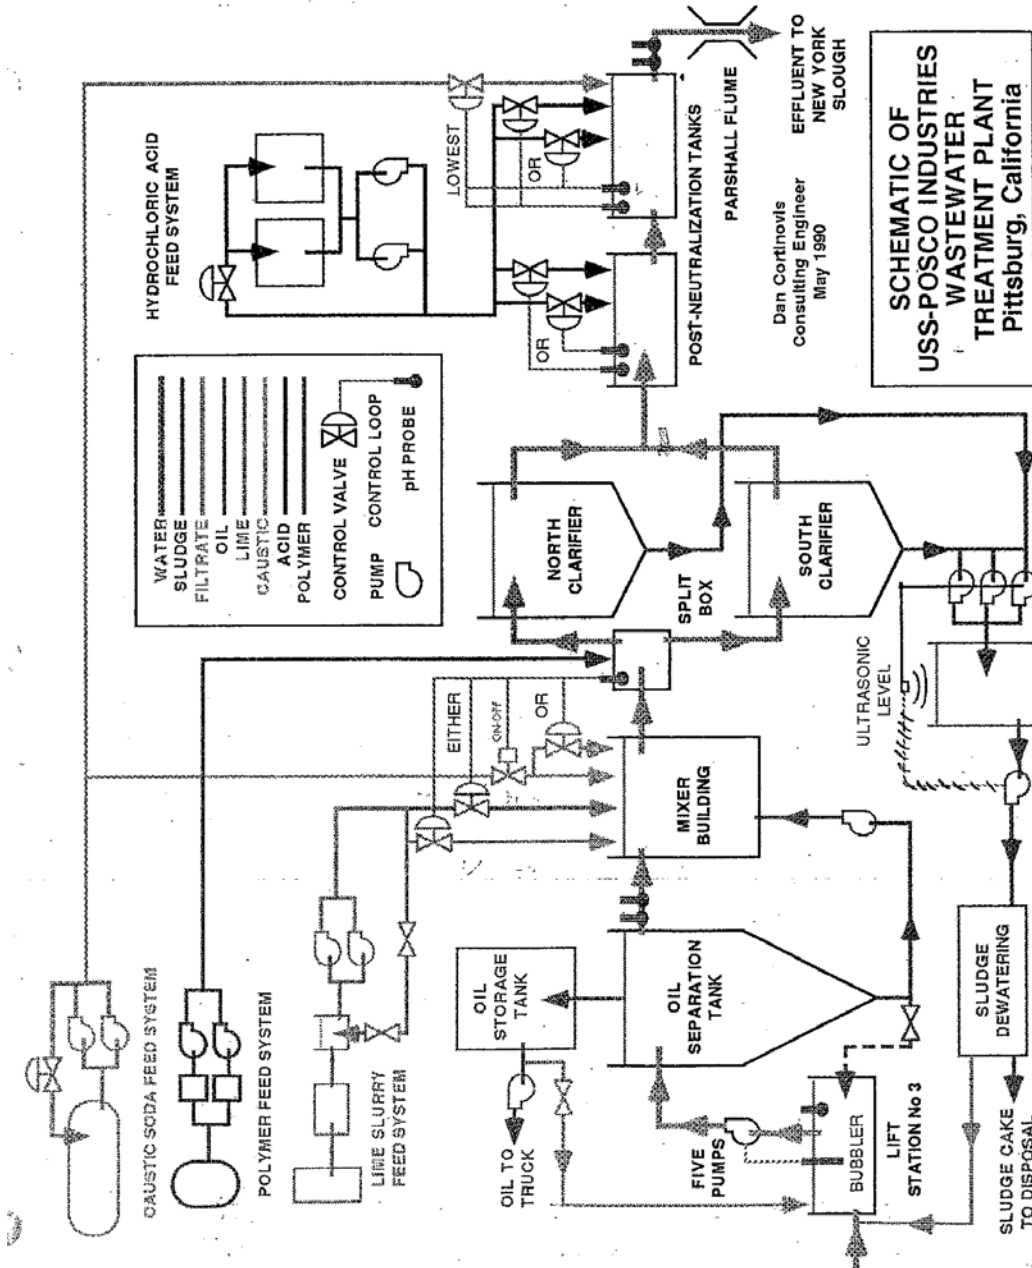 CAUSTIC SODA FEED SYSTEM
POLYMER FEED SYSTEM
LIME SLURRY
FEED SYSTEM
OIL TO
TRUCK
OIL
STORAGE
TANK
FIVE
PUMPS
OIL
SEPARATION
TANK
BUBBLER
LIFT
STATION No 3
SLUDGE CAKE
TO DISPOSAL
SLUDGE
DEWATERING
EITHER
ON-OFF
OR
MIXER
BUILDING
ULTRASONIC
LEVEL
SPLIT
BOX
NORTH
CLARIFIER
SOUTH
CLARIFIER
WATER
SLUDGE
FILTRATE
OIL
LIME
CAUSTIC
ACID
POLYMER
CONTROL VALVE
PUMP
CONTROL LOOP
pH PROBE
HYDROCHLORIC ACID
FEED SYSTEM
OR
LOWEST
OR
POST-NEUTRALIZATION TANKS
PARSHALL FLUME
EFFLUENT TO
NEW YORK
SLOUGH
Dan Cortinovis
Consulting Engineer
May 1990
SCHEMATIC OF
USS-POSCO INDUSTRIES
WASTEWATER
TREATMENT PLANT
Pittsburg, California